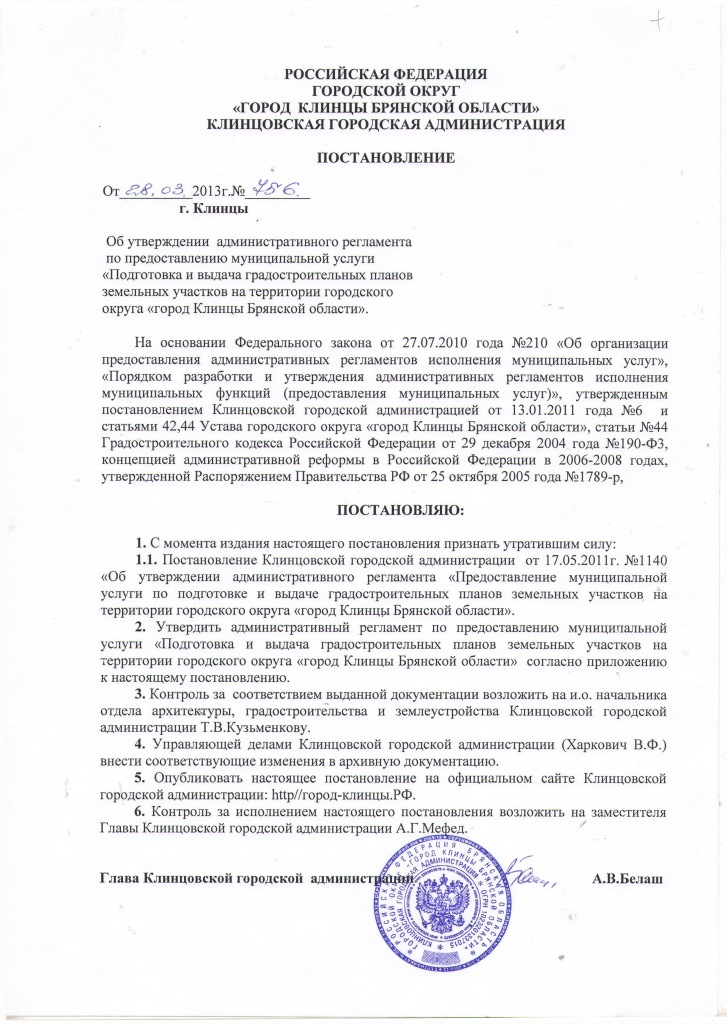 РОССИЙСКАЯ ФЕДЕРАЦИЯ
ГОРОДСКОЙ ОКРУГ
«ГОРОД КЛИНЦЫ БРЯНСКОЙ ОБЛАСТИ»
КЛИНЦОВСКАЯ ГОРОДСКАЯ АДМИНИСТРАЦИЯ
ПОСТАНОВЛЕНИЕ
От 28.03. 2013г.№ 756.
г. Клинцы
Об утверждении административного регламента
по предоставлению муниципальной услуги
«Подготовка и выдача градостроительных планов
земельных участков на территории городского
округа «город Клинцы Брянской области».
На основании Федерального закона от 27.07.2010 года №210 «Об организации
предоставления административных регламентов исполнения муниципальных услуг»,
«Порядком разработки и утверждения административных регламентов исполнения
муниципальных функций (предоставления муниципальных услуг)», утвержденным
постановлением Клинцовской городской администрацией от 13.01.2011 года №6 и
статьями 42,44 Устава городского округа «город Клинцы Брянской области», статьи №44
Градостроительного кодекса Российской Федерации от 29 декабря 2004 года №190-ФЗ,
концепцией административной реформы в Российской Федерации в 2006-2008 годах,
утвержденной Распоряжением Правительства РФ от 25 октября 2005 года №1789-р,
ПОСТАНОВЛЯЮ:
1. С момента издания настоящего постановления признать утратившим силу:
1.1. Постановление Клинцовской городской администрации от 17.05.2011г. №1140
«Об утверждении административного регламента «Предоставление муниципальной
услуги по подготовке и выдаче градостроительных планов земельных участков на
территории городского округа «город Клинцы Брянской области».
2. Утвердить административный регламент по предоставлению муниципальной
услуги «Подготовка и выдача градостроительных планов земельных участков на
территории городского округа «город Клинцы Брянской области» согласно приложению
к настоящему постановлению.
3. Контроль за соответствием выданной документации возложить на и.о. начальника
отдела архитектуры, градостроительства и землеустройства Клинцовской городской
администрации Т.В.Кузьменкову.
4. Управляющей делами Клинцовской городской администрации (Харкович В.Ф.)
внести соответствующие изменения в архивную документацию.
5. Опубликовать настоящее постановление на официальном сайте Клинцовской
городской администрации: http//город-клинцы.РФ.
6. Контроль за исполнением настоящего постановления возложить на заместителя
Главы Клинцовской городской администрации А.Г.Мефед.
Глава Клинцовской городской администрации А.В.Белаш
РОССИЙСКАЯ ФЕДЕРАЦИЯ БРЯНСКАЯ ОБЛАСТЬ
КЛИНЦОВСКАЯ ГОРОДСКАЯ АДМИНИСТРАЦИЯ